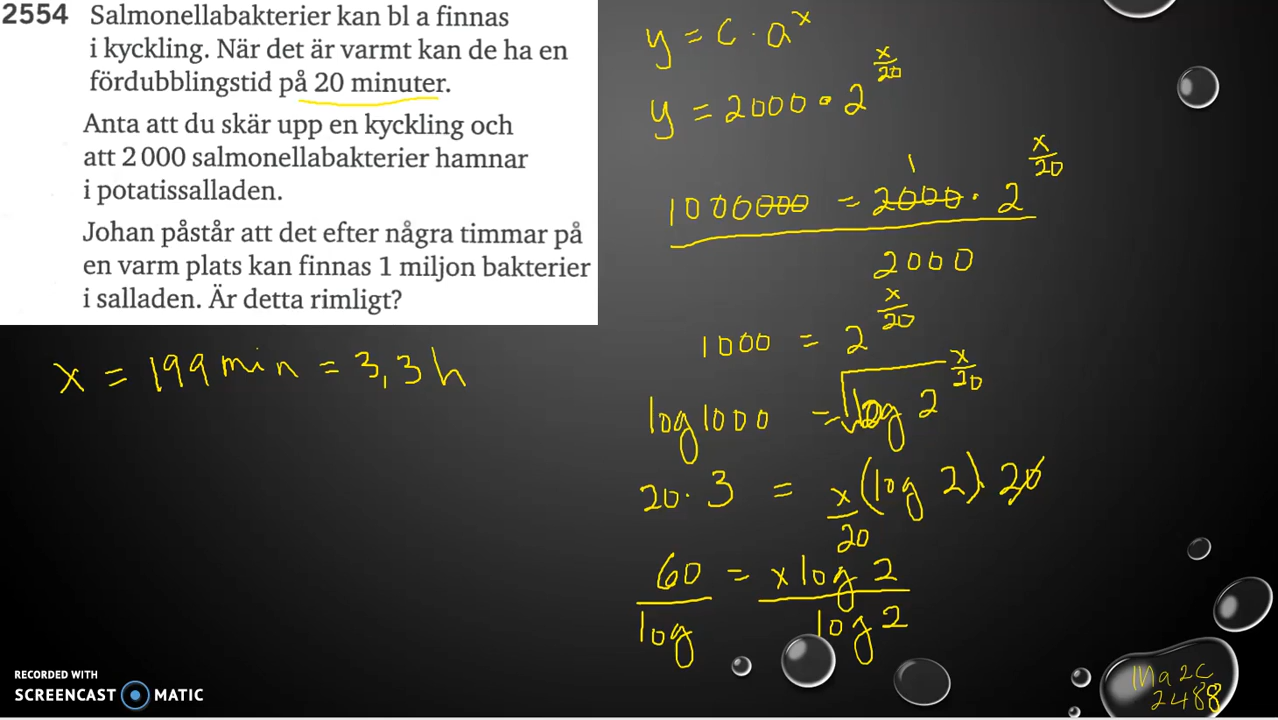 2554 Salmonellabakterier kan bl a finnas
i kyckling. När det är varmt kan de ha en
fördubblingstid på 20 minuter.
Anta att du skär upp en kyckling och
att 2 000 salmonellabakterier hamnar
i potatissalladen.
Johan påstår att det efter några timmar på
en varm plats kan finnas 1 miljon bakterier
i salladen. Är detta rimligt?
x = 199 min = 3,3 h
y = C · a^x
y = 2000 · 2^(x/20)
1000000 = 2000 · 2^(x/20)
1
2000
1000 = 2^(x/20)
log 1000 = log 2^(x/20)
20 · 3 = x/20 (log 2) · 20
60 = x log 2
log log 2
RECORDED WITH
SCREENCAST MATIC
Ma 2c
2488